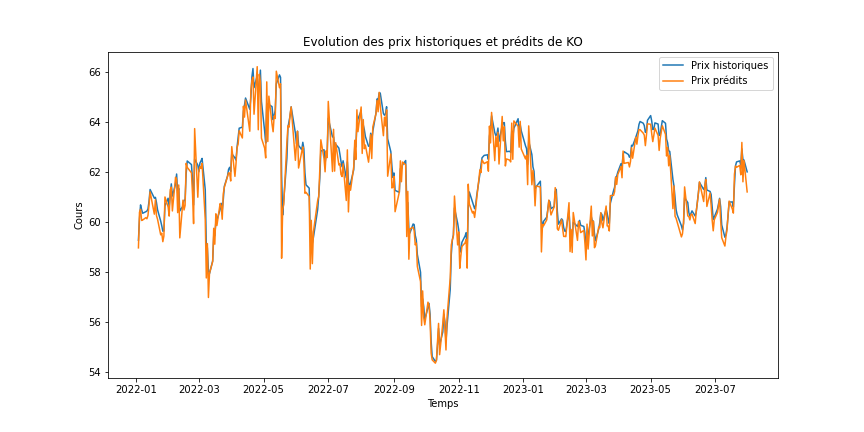 Evolution des prix historiques et prédits de KO
Prix historiques
Prix prédits
Cours
66
64
62
60
58
56
54
2022-01 2022-03 2022-05 2022-07 2022-09 2022-11 2023-01 2023-03 2023-05 2023-07
Temps